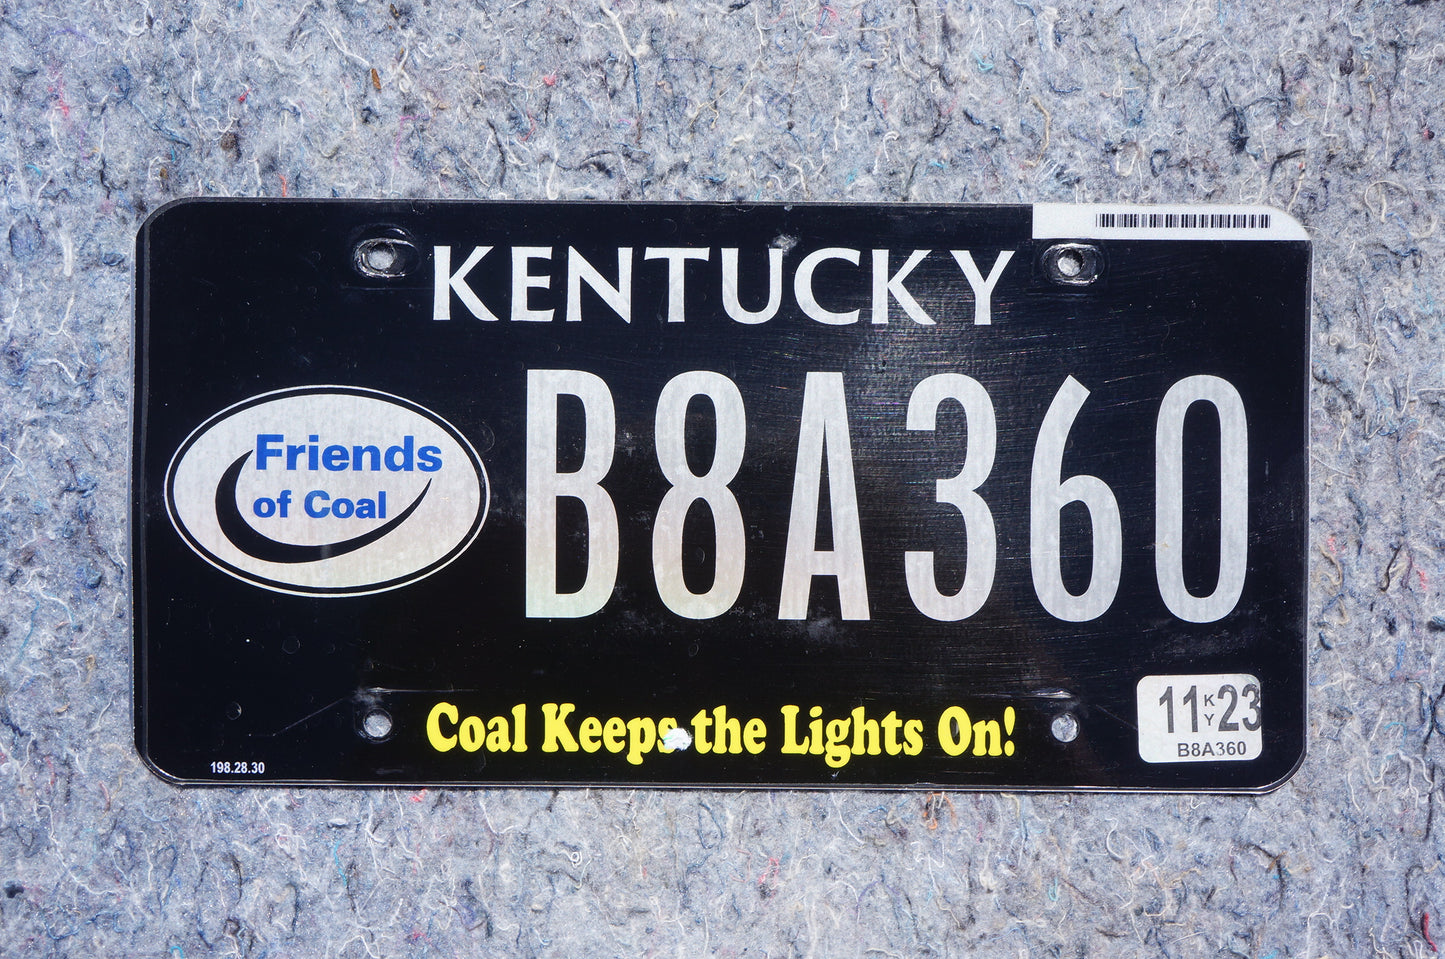 KENTUCKY
Friends
of Coal
B8A360
Coal Keeps the Lights On!
11 KY 23
B8A360
198.28.30